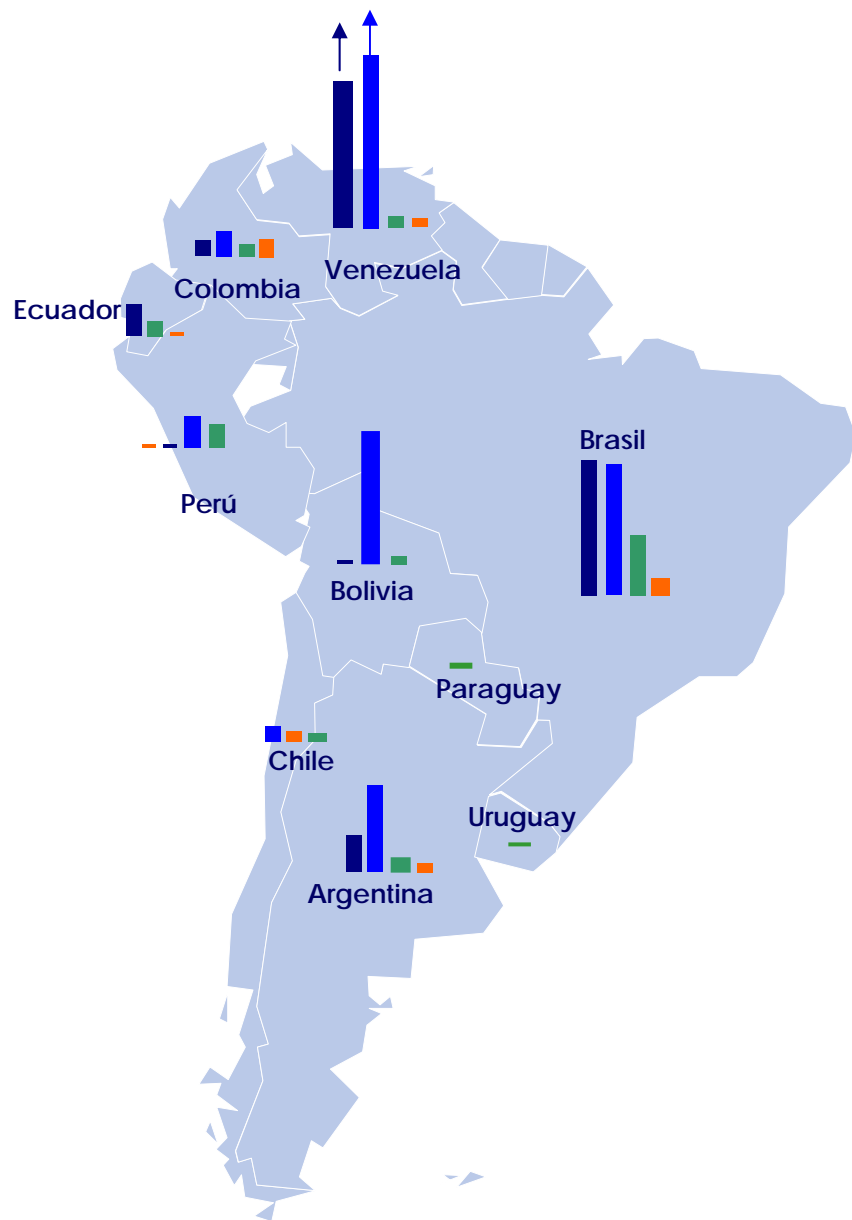 Venezuela
Colombia
Ecuador
Brasil
Perú
Bolivia
Paraguay
Chile
Uruguay
Argentina